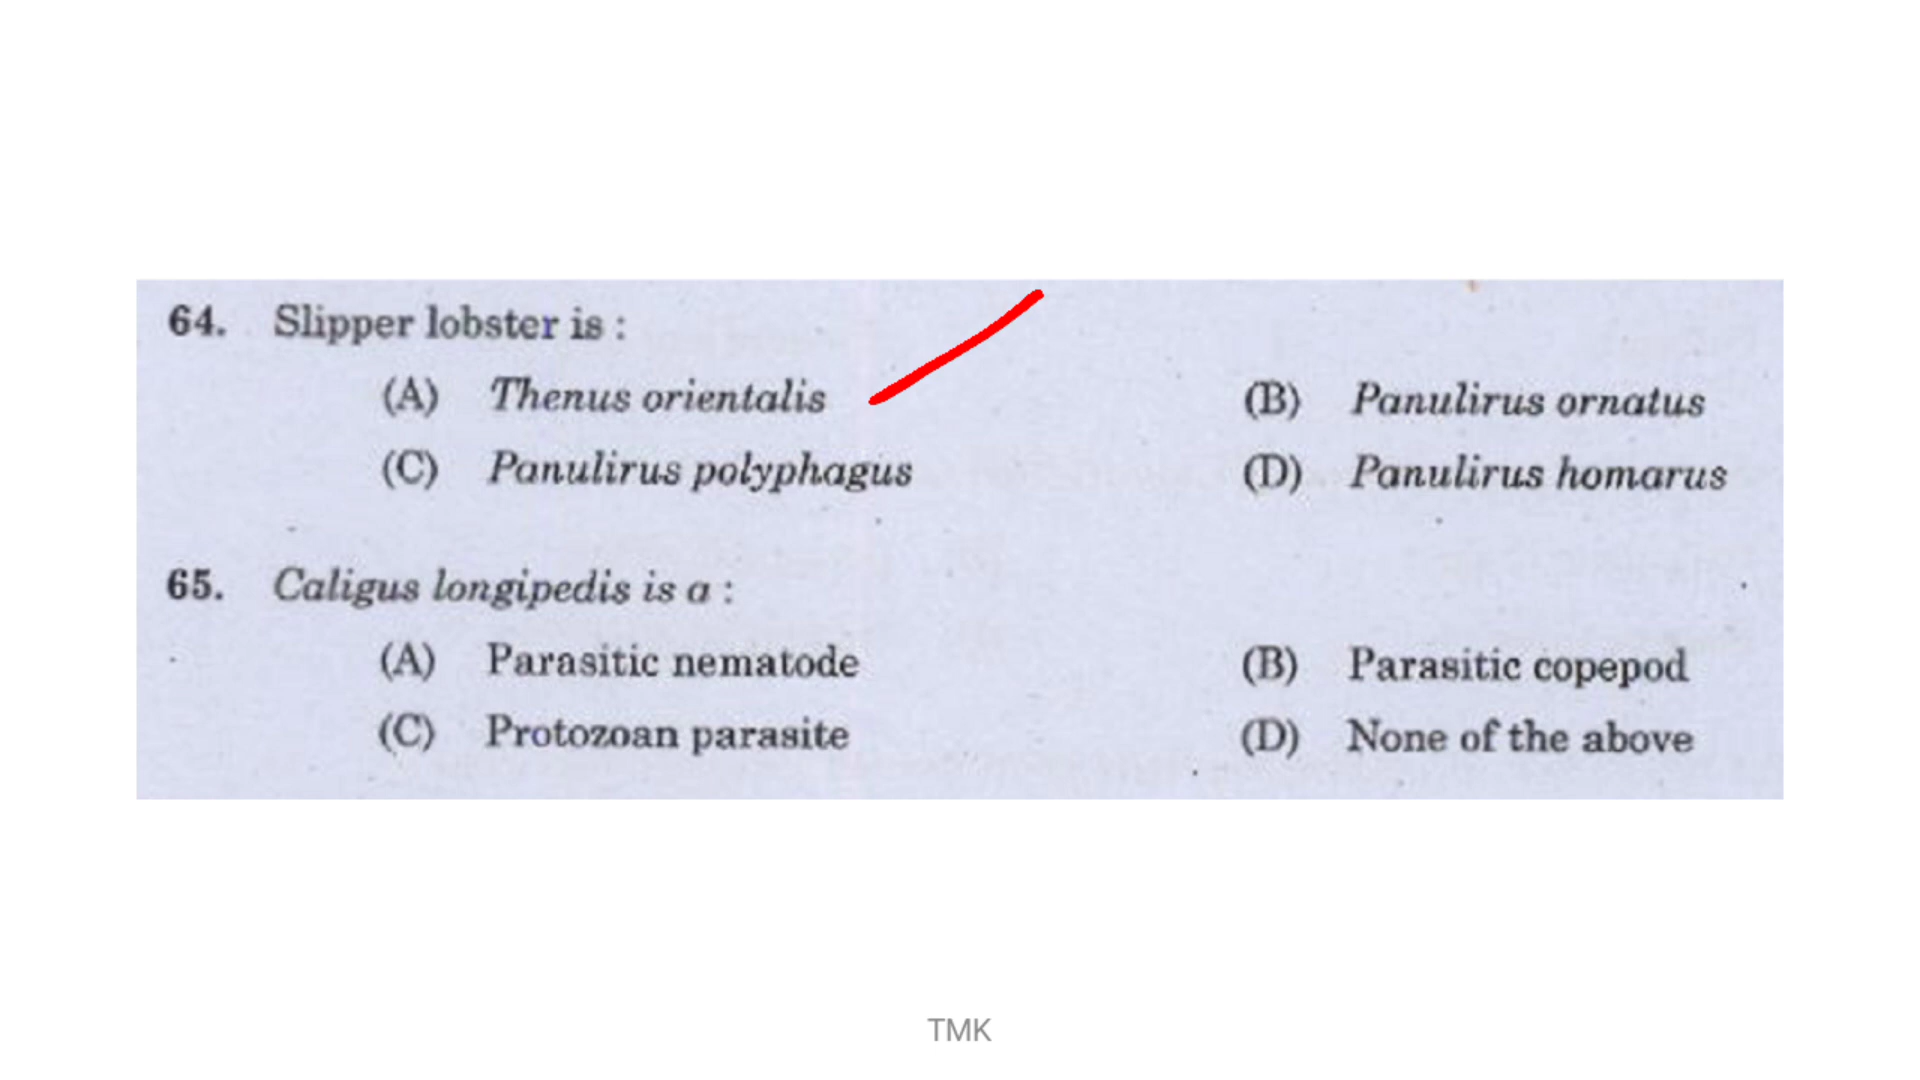 64. Slipper lobster is :
(A) Thenus orientalis (B) Panulirus ornatus
(C) Panulirus polyphagus (D) Panulirus homarus
65. Caligus longipedis is a :
(A) Parasitic nematode (B) Parasitic copepod
(C) Protozoan parasite (D) None of the above
TMK